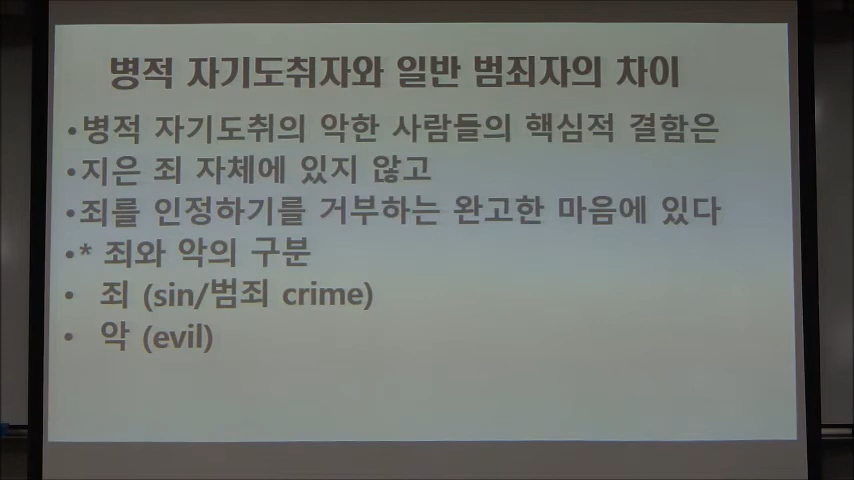 병적 자기도취자와 일반 범죄자의 차이
•병적 자기도취의 악한 사람들의 핵심적 결함은
•지은 죄 자체에 있지 않고
•죄를 인정하기를 거부하는 완고한 마음에 있다
•* 죄와 악의 구분
• 죄 (sin/범죄 crime)
• 악 (evil)